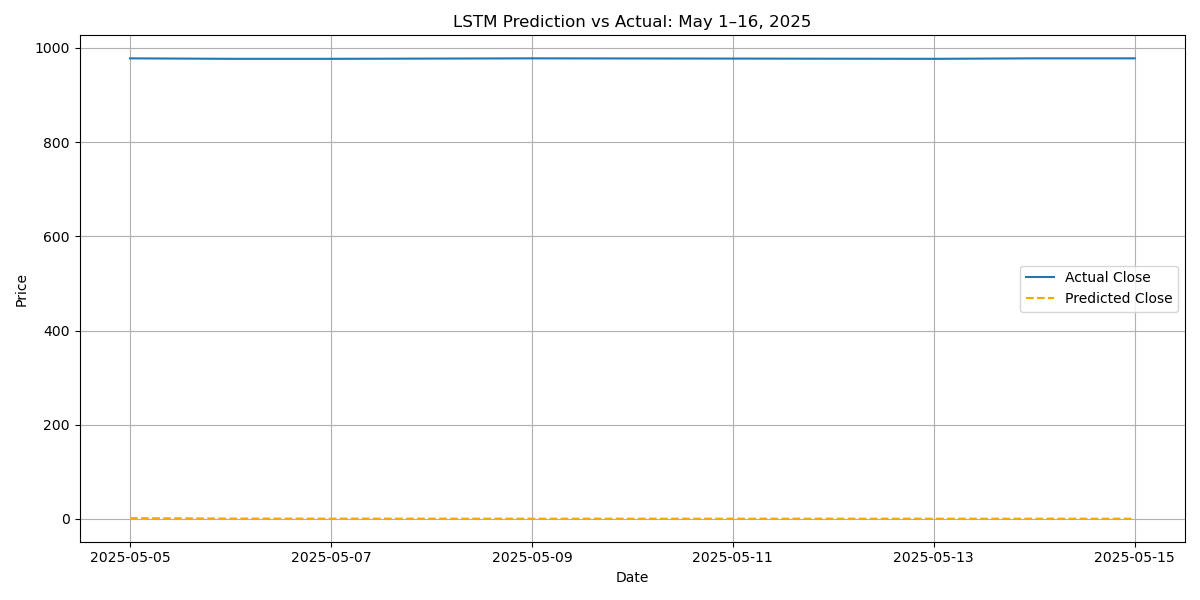 LSTM Prediction vs Actual: May 1–16, 2025
1000
800
600
400
200
0
Price
Actual Close
Predicted Close
2025-05-05
2025-05-07
2025-05-09
2025-05-11
2025-05-13
2025-05-15
Date